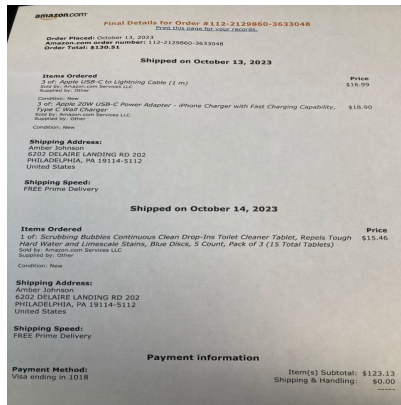 amazon.com
Final Details for Order #112-2129860-3633048
Print this page for your records.
Order Placed: October 13, 2023
Amazon.com order number: 112-2129860-3633048
Order Total: $130.51
Shipped on October 13, 2023
Items Ordered Price
3 of: Apple USB-C to Lightning Cable (1 m) $16.99
Sold by: Amazon.com Services LLC
Supplied by: Other
Condition: New
3 of: Apple 20W USB-C Power Adapter - iPhone Charger with Fast Charging Capability, $18.90
Type C Wall Charger
Sold by: Amazon.com Services LLC
Supplied by: Other
Condition: New
Shipping Address:
Amber Johnson
6202 DELAIRE LANDING RD 202
PHILADELPHIA, PA 19114-5112
United States
Shipping Speed:
FREE Prime Delivery
Shipped on October 14, 2023
Items Ordered Price
1 of: Scrubbing Bubbles Continuous Clean Drop-Ins Toilet Cleaner Tablet, Repels Tough $15.46
Hard Water and Limescale Stains, Blue Discs, 5 Count, Pack of 3 (15 Total Tablets)
Sold by: Amazon.com Services LLC
Supplied by: Other
Condition: New
Shipping Address:
Amber Johnson
6202 DELAIRE LANDING RD 202
PHILADELPHIA, PA 19114-5112
United States
Shipping Speed:
FREE Prime Delivery
Payment information
Payment Method: Item(s) Subtotal: $123.13
Visa ending in 1018 Shipping & Handling: $0.00
-----